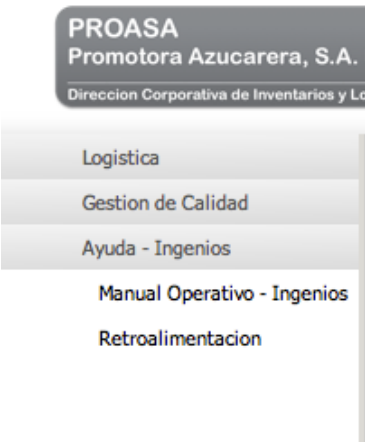 PROASA
Promotora Azucarera, S.A.
Direccion Corporativa de Inventarios y
Logistica
Gestion de Calidad
Ayuda - Ingenios
Manual Operativo - Ingenios
Retroalimentacion